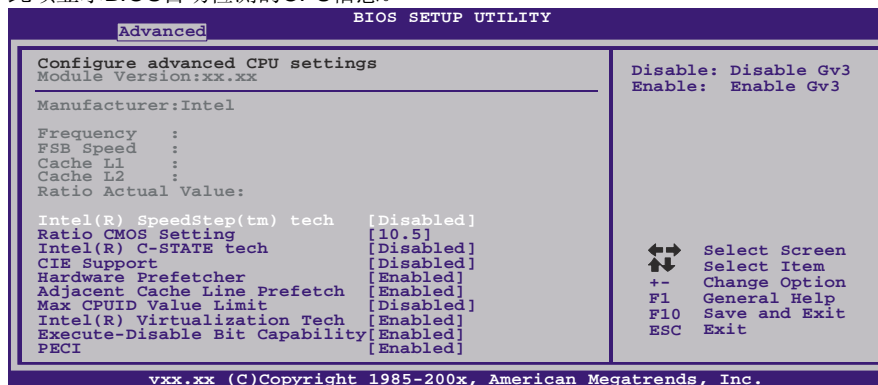 BIOS SETUP UTILITY
Advanced
Configure advanced CPU settings
Module Version:xx.xx
Manufacturer:Intel
Frequency :
FSB Speed :
Cache L1 :
Cache L2 :
Ratio Actual Value:
Intel(R) SpeedStep(tm) tech [Disabled]
Ratio CMOS Setting [10.5]
Intel(R) C-STATE tech [Disabled]
CIE Support [Disabled]
Hardware Prefetcher [Enabled]
Adjacent Cache Line Prefetch [Enabled]
Max CPUID Value Limit [Disabled]
Intel(R) Virtualization Tech [Enabled]
Execute-Disable Bit Capability[Enabled]
PECI [Enabled]
Disable: Disable Gv3
Enable: Enable Gv3
Select Screen
Select Item
+- Change Option
F1 General Help
F10 Save and Exit
ESC Exit
vxx.xx (C)Copyright 1985-200x, American Megatrends, Inc.